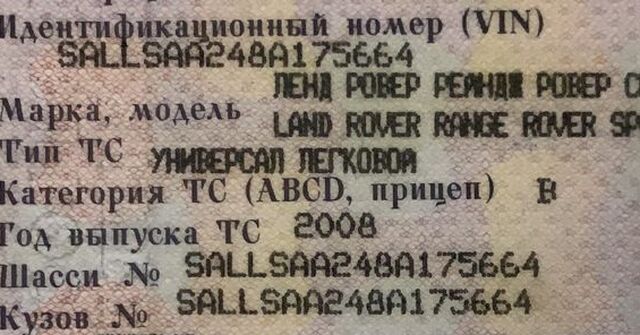 Идентификационный номер (VIN)
SALLSAA248A175664
ЛЕНД РОВЕР РЕЙНДЖ РОВЕР
Марка, модель LAND ROVER RANGE ROVER SP
Тип ТС УНИВЕРСАЛ ЛЕГКОВОЙ
Категория ТС (ABCD, прицеп) B
Год выпуска ТС 2008
Шасси № SALLSAA248A175664
Кузов № SALLSAA248A175664